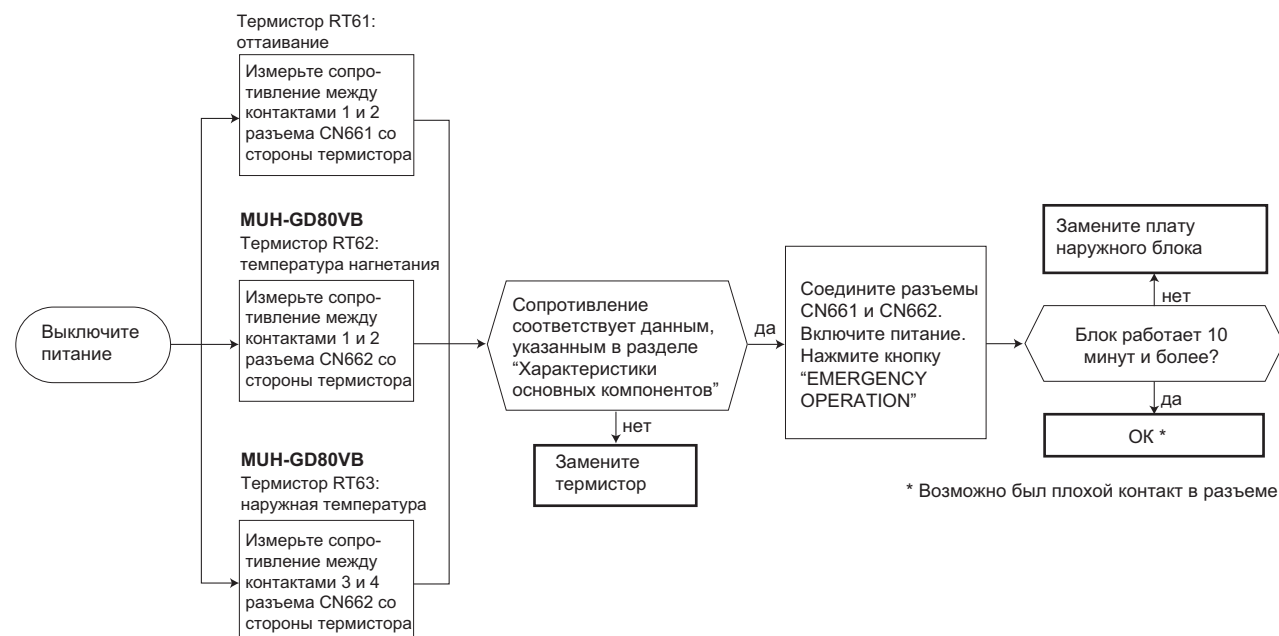 Термистор RT61:
оттаивание
Измерьте сопро-
тивление между
контактами 1 и 2
разъема CN661 со
стороны термистора
MUH-GD80VB
Термистор RT62:
температура нагнетания
Измерьте сопро-
тивление между
контактами 1 и 2
разъема CN662 со
стороны термистора
MUH-GD80VB
Термистор RT63:
наружная температура
Измерьте сопро-
тивление между
контактами 3 и 4
разъема CN662 со
стороны термистора
Выключите
питание
Сопротивление
соответствует данным,
указанным в разделе
“Характеристики
основных компонентов”
да
нет
Замените
термистор
Соедините разъемы
CN661 и CN662.
Включите питание.
Нажмите кнопку
“EMERGENCY
OPERATION”
Замените плату
наружного блока
нет
Блок работает 10
минут и более?
да
ОК *
* Возможно был плохой контакт в разъеме